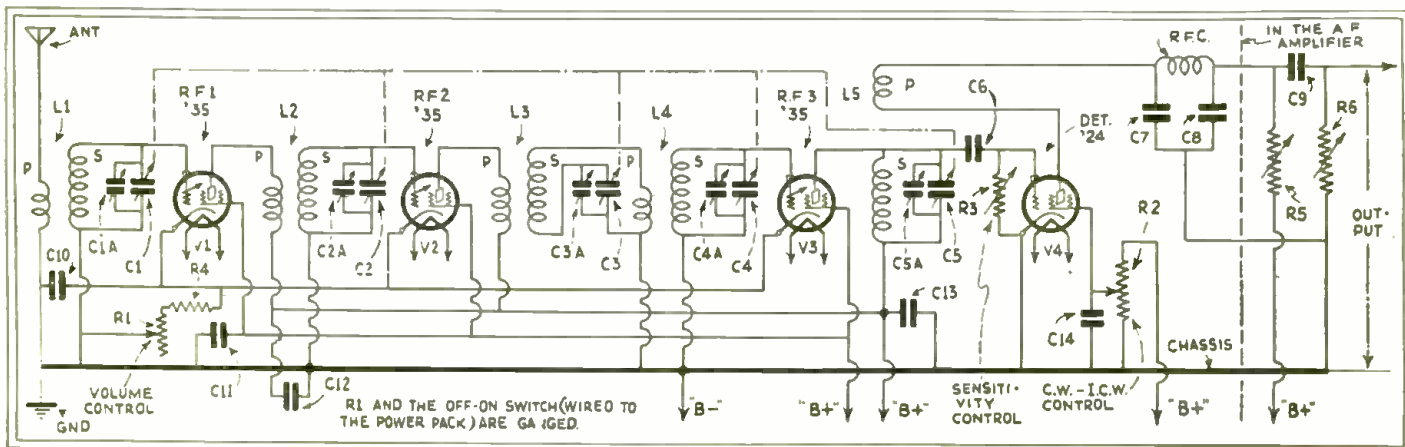 ANT
IN THE A F
AMPLIFIER
R.F.C.
L1
R F 1
'35
L2
R F 2
'35
L3
L4
R.F.3
'35
L5
P
C6
DET.
'24
C7
C8
C9
R6
P
S
P
S
P
S
P
S
S
C1A
C1
V1
C2A
C2
V2
C3A
C3
C4A
C4
V3
C5A
C5
R3
V4
R2
R5
OUT-
PUT
C10
R4
R1
C11
C12
C13
C14
CHASSIS
VOLUME
CONTROL
GND
R1 AND THE OFF-ON SWITCH (WIRED TO
THE POWER PACK) ARE GANGED.
"B-"
"B+"
"B+"
SENSITI-
VITY
CONTROL
C.W.-I.C.W.
CONTROL
"B+"
"B+"